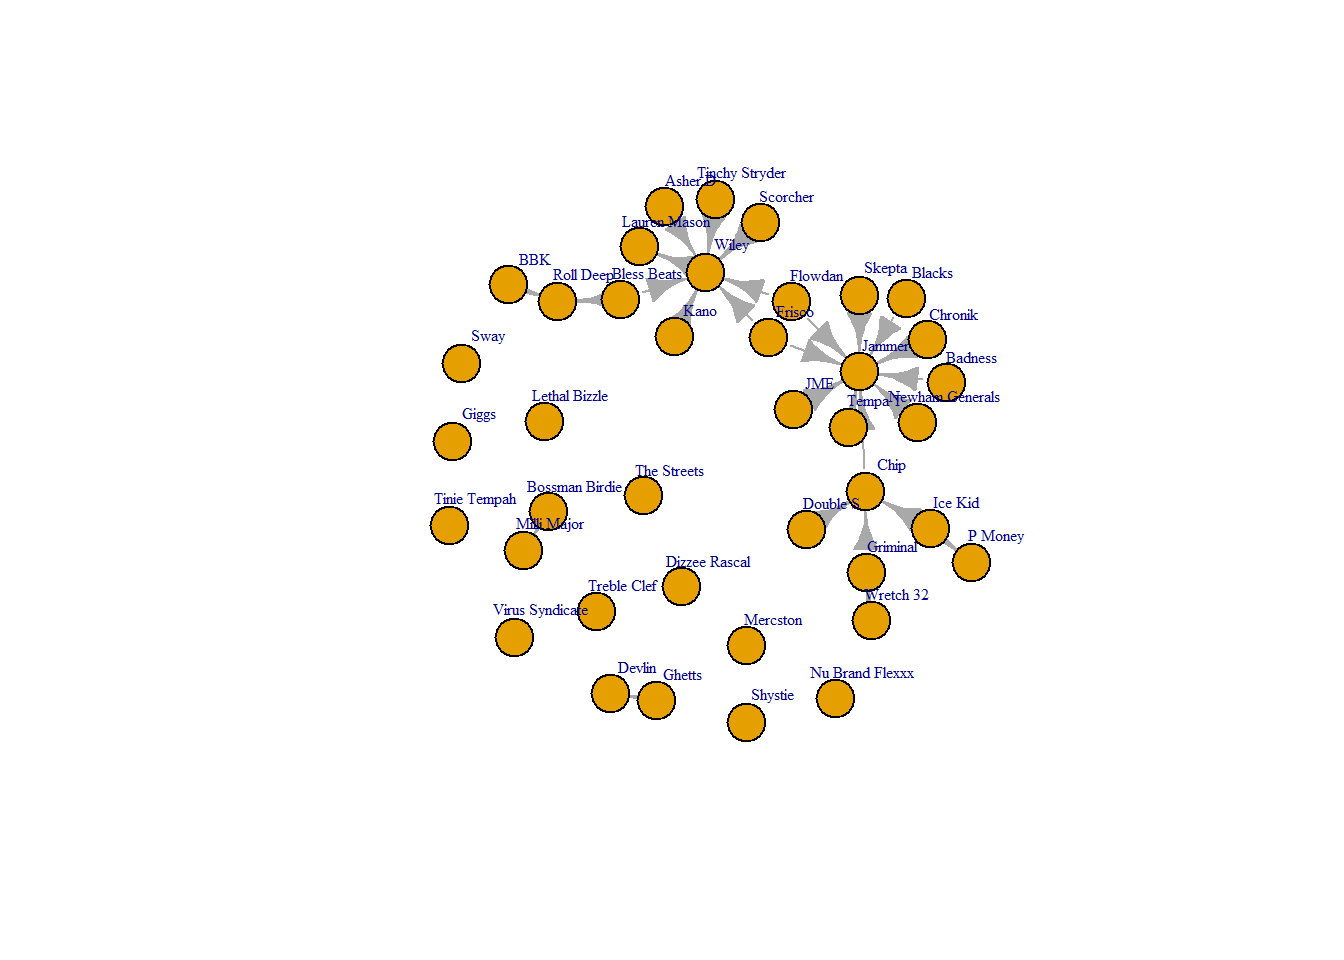 Tinchy Stryder
Asher D
Scorcher
Lauren Mason
Wiley
BBK
Roll Deep
Bless Beats
Flowdan
Skepta
Blacks
Kano
Frisco
Chronik
Sway
Jammer
Badness
JME
Lethal Bizzle
Tempa T
Newham Generals
Giggs
The Streets
Chip
Bossman Birdie
Tinie Tempah
Double S
Ice Kid
Milli Major
P Money
Griminal
Dizzee Rascal
Treble Clef
Wretch 32
Virus Syndicate
Mercston
Devlin
Ghetts
Nu Brand Flexxx
Shystie